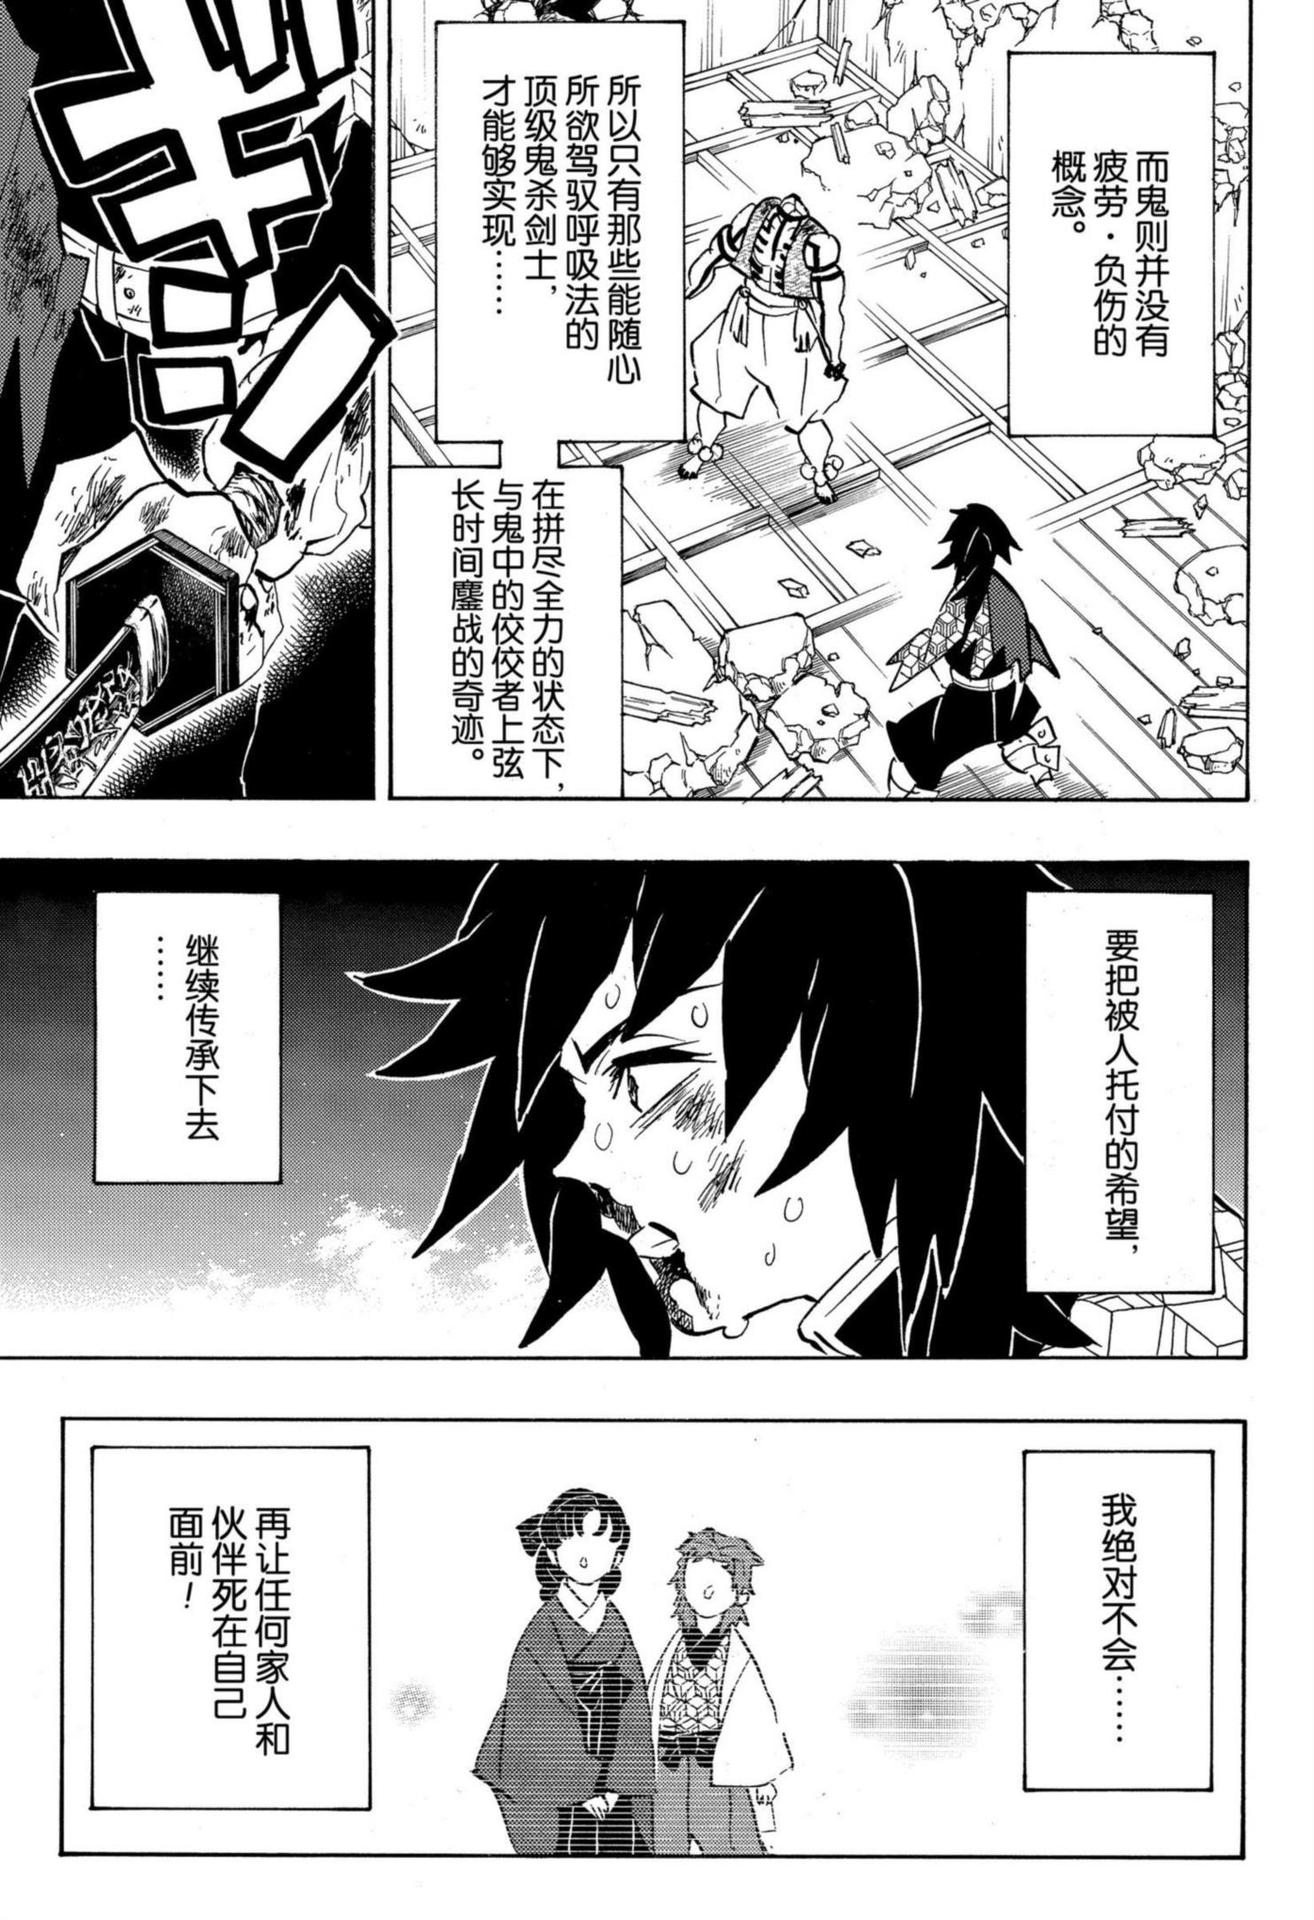 而鬼则并没有
疲劳·负伤的
概念。
所以只有那些能随心
所欲驾驭呼吸法的
顶级鬼杀剑士，
才能够实现……
在拼尽全力的状态下，
与鬼中的佼佼者上弦
长时间鏖战的奇迹。
要把被人托付的希望，
继续传承下去
……
我绝对不会……
再让任何家人和
伙伴死在自己
面前！